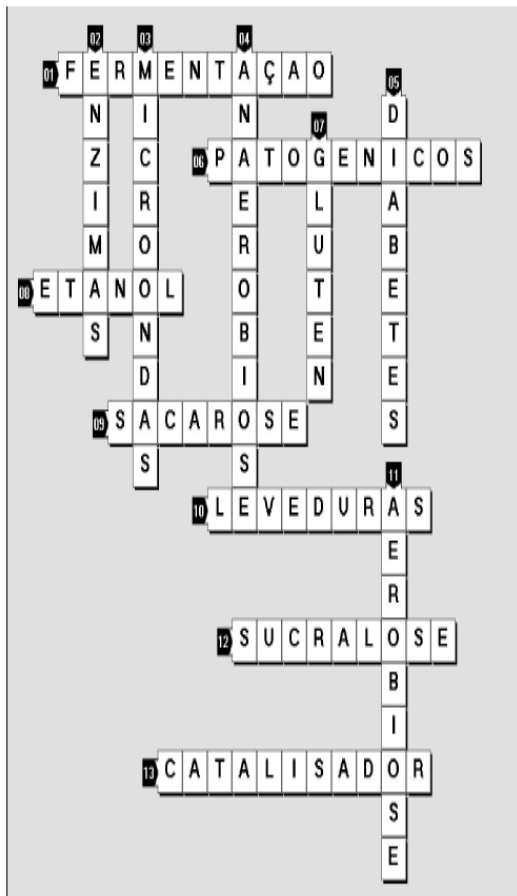 01 FERMENTAÇAO
02 ENZIMAS
03 MICROONDAS
04 ANAEROBIOS
05 DIABETES
06 PATOGENICOS
07 GLUTEN
08 ETANOL
09 SACAROSE
10 LEVEDURAS
11 AEROBIOSE
12 SUCRALOSE
13 CATALISADOR